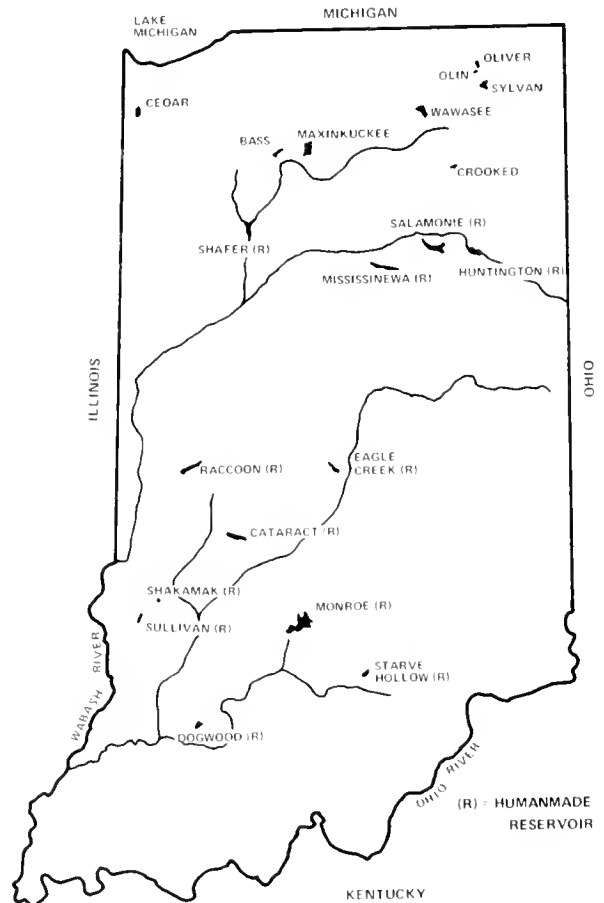 LAKE
MICHIGAN
MICHIGAN
OLIVER
OLIN
SYLVAN
CEDAR
WAWASEE
BASS
MAXINKUCKEE
CROOKED
SALAMONIE (R)
SHAFER (R)
MISSISSINEWA (R)
HUNTINGTON (R)
ILLINOIS
OHIO
RACCOON (R)
EAGLE
CREEK (R)
CATARACT (R)
SHAKAMAK (R)
MONROE (R)
SULLIVAN (R)
STARVE
HOLLOW (R)
WABASH RIVER
DOGWOOD (R)
OHIO RIVER
(R) = HUMANMADE
RESERVOIR
KENTUCKY